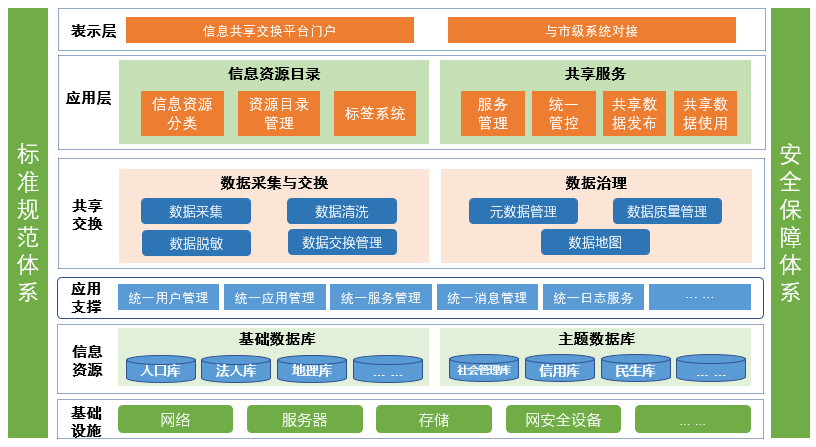 标准规范体系
表示层
信息共享交换平台门户
与市级系统对接
应用层
信息资源目录
信息资源
分类
资源目录
管理
标签系统
共享服务
服务
管理
统一
管控
共享数
据发布
共享数
据使用
共享
交换
数据采集与交换
数据采集
数据清洗
数据脱敏
数据交换管理
数据治理
元数据管理
数据质量管理
数据地图
应用
支撑
统一用户管理
统一应用管理
统一服务管理
统一消息管理
统一日志服务
... ...
信息
资源
基础数据库
人口库
法人库
地理库
... ...
主题数据库
社会管理库
信用库
民生库
... ...
基础
设施
网络
服务器
存储
网安全设备
... ...
安全保障体系